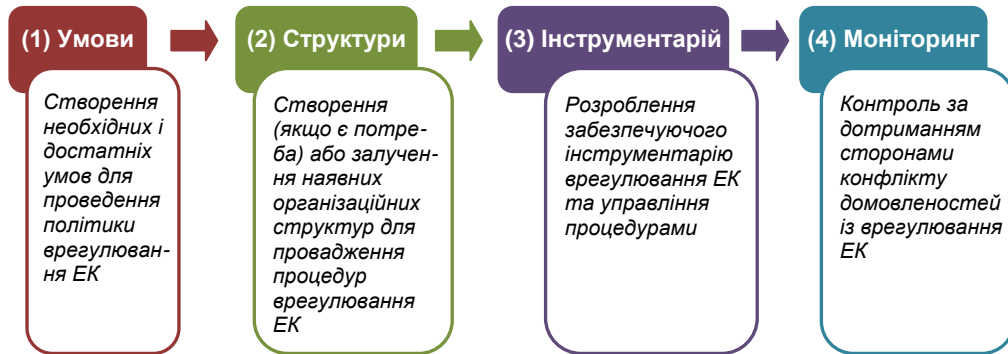 (1) Умови
Створення
необхідних і
достатніх
умов для
проведення
політики
врегулюван-
ня ЕК
(2) Структури
Створення
(якщо є потре-
ба) або залучен-
ня наявних
організаційних
структур для
провадження
процедур
врегулювання
ЕК
(3) Інструментарій
Розроблення
забезпечуючого
інструментарію
врегулювання ЕК
та управління
процедурами
(4) Моніторинг
Контроль за
дотриманням
сторонами
конфлікту
домовленостей
із врегулювання
ЕК